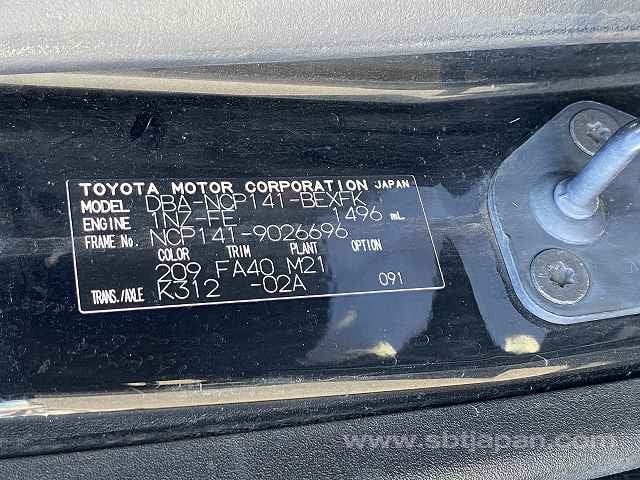 TOYOTA MOTOR CORPORATION JAPAN
MODEL DBA-NCP141-BEXFK
ENGINE 1NZ-FE 1496 mL
FRAME No. NCP141-9026696
COLOR TRIM PLANT OPTION
209 FA40 M21
TRANS./AXLE K312 -02A 091
www.sbtjapan.com